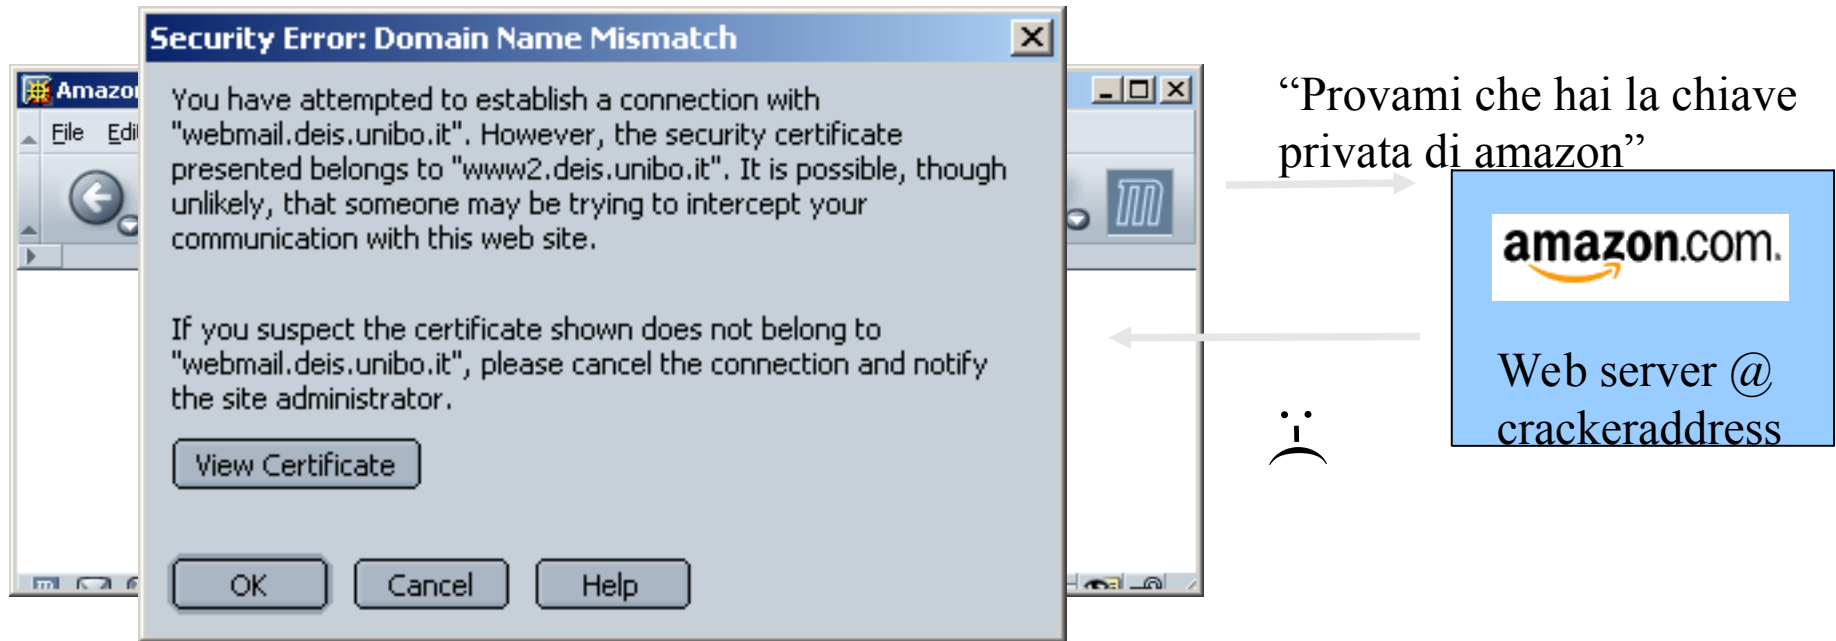 Security Error: Domain Name Mismatch
Amazo
File Edi
You have attempted to establish a connection with
"webmail.deis.unibo.it". However, the security certificate
presented belongs to "www2.deis.unibo.it". It is possible, though
unlikely, that someone may be trying to intercept your
communication with this web site.
If you suspect the certificate shown does not belong to
"webmail.deis.unibo.it", please cancel the connection and notify
the site administrator.
View Certificate
OK Cancel Help
“Provami che hai la chiave
privata di amazon”
amazon.com.
Web server @
crackeraddress
:-(